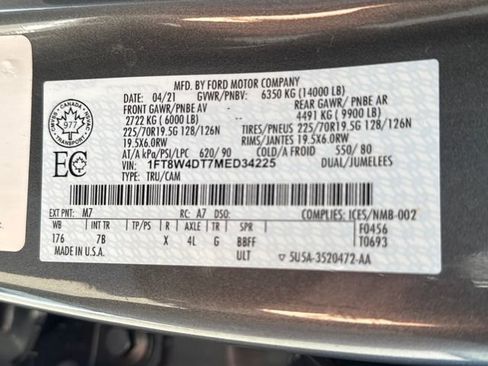 MFD. BY FORD MOTOR COMPANY
DATE: 04/21 GVWR/PNBV: 6350 KG (14000 LB)
FRONT GAWR/PNBE AV REAR GAWR/ PNBE AR
2722 KG (6000 LB) 4491 KG ( 9900 LB)
225/70R19.5G 128/126N TIRES/PNEUS 225/70R19.5G 128/126N
19.5X6.0RW RIMS/JANTES 19.5X6.0RW
AT/A kPa/PSI/LPC 620/ 90 COLD/A FROID 550/ 80
VIN: 1FT8W4DT7MED34225 DUAL/JUMELEES
TYPE: TRU/CAM
CANADA
977
TRANSPORT
EC
EXT PNT: M7 RC: A7 DSO: COMPLIES: ICES/NMB-002
WB TP/PS R AXLE TR SPR F0456
176 7B X 4L G BBFF T0693
MADE IN U.S.A. ULT 5U5A-3520472-AA